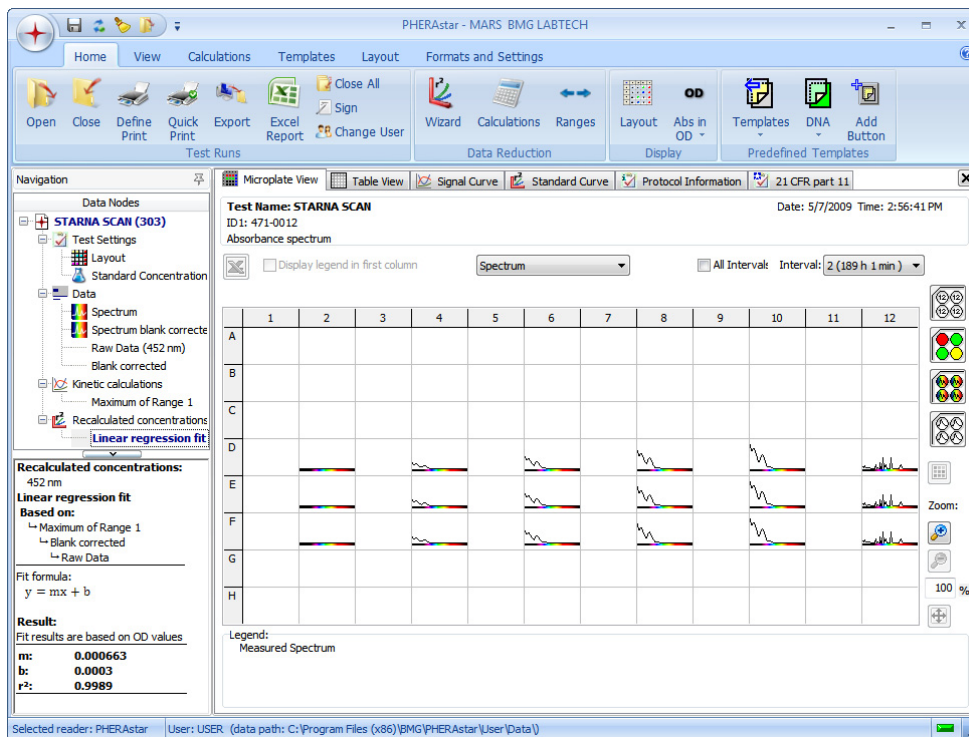 PHERAstar - MARS BMG LABTECH
Home View Calculations Templates Layout Formats and Settings
Open Close Define Print Quick Print Export Excel Report
Close All
Sign
Change User
Wizard Calculations Ranges Layout Abs in OD Templates DNA Add Button
Test Runs Data Reduction Display Predefined Templates
Navigation
Data Nodes
STARNA SCAN (303)
Test Settings
Layout
Standard Concentration
Data
Spectrum
Spectrum blank correcte
Raw Data (452 nm)
Blank corrected
Kinetic calculations
Maximum of Range 1
Recalculated concentrations
Linear regression fit
Recalculated concentrations:
452 nm
Linear regression fit
Based on:
Maximum of Range 1
Blank corrected
Raw Data
Fit formula:
y = mx + b
Result:
Fit results are based on OD values
m: 0.000663
b: 0.0003
r²: 0.9989
Microplate View Table View Signal Curve Standard Curve Protocol Information 21 CFR part 11
Test Name: STARNA SCAN Date: 5/7/2009 Time: 2:56:41 PM
ID1: 471-0012
Absorbance spectrum
Display legend in first column Spectrum All Intervals Interval: 2 (189 h 1 min )
1 2 3 4 5 6 7 8 9 10 11 12
A
B
C
D
E
F
G
H
Zoom:
100 %
Legend:
Measured Spectrum
Selected reader: PHERAstar User: USER (data path: C:\Program Files (x86)\BMG\PHERAstar\User\Data\)